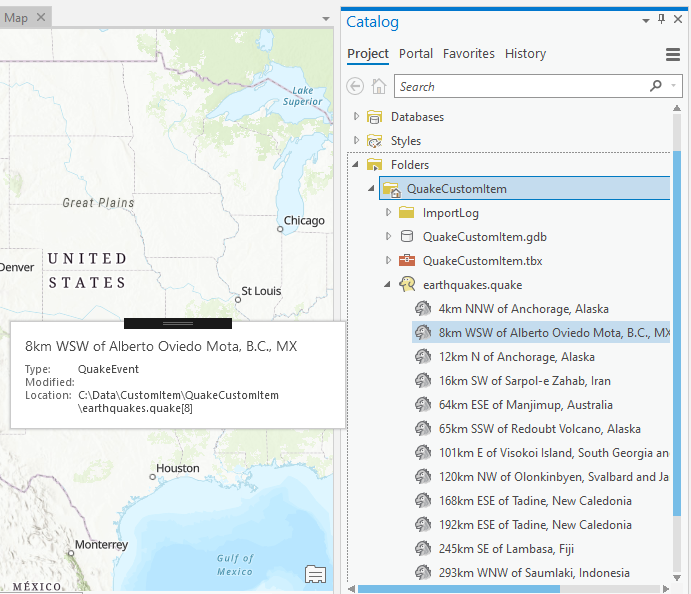 Map
Catalog
Project Portal Favorites History
Search
Databases
Styles
Folders
QuakeCustomItem
ImportLog
QuakeCustomItem.gdb
QuakeCustomItem.tbx
earthquakes.quake
4km NNW of Anchorage, Alaska
8km WSW of Alberto Oviedo Mota, B.C., MX
12km N of Anchorage, Alaska
16km SW of Sarpol-e Zahab, Iran
64km ESE of Manjimup, Australia
65km SSW of Redoubt Volcano, Alaska
101km E of Visokoi Island, South Georgia an
120km NW of Olonkinbyen, Svalbard and Ja
168km ESE of Tadine, New Caledonia
192km ESE of Tadine, New Caledonia
245km SE of Lambasa, Fiji
293km WNW of Saumlaki, Indonesia
Lake
Superior
Great Plains
Chicago
UNITED
STATES
Denver
St Louis
8km WSW of Alberto Oviedo Mota, B.C., MX
Type: QuakeEvent
Modified:
Location: C:\Data\CustomItem\QuakeCustomItem
\earthquakes.quake[8]
Houston
Monterrey
Gulf of
Mexico
MÉXICO